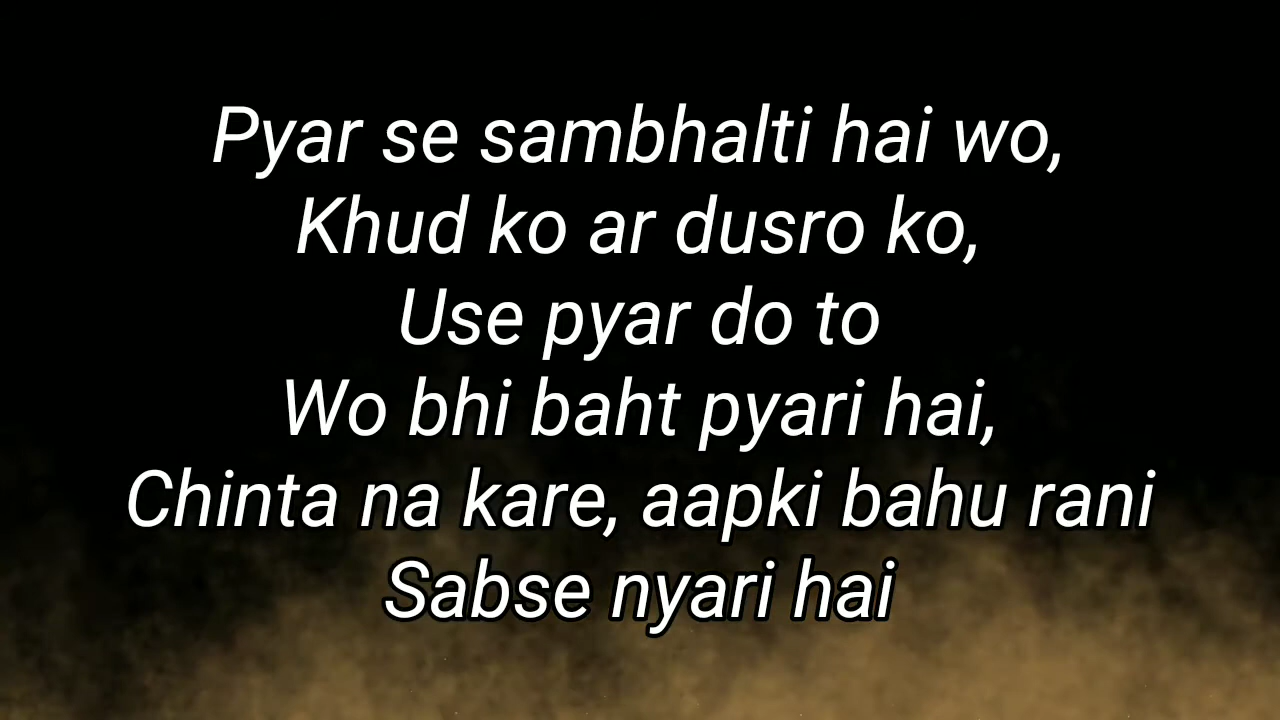 Pyar se sambhalti hai wo,
Khud ko ar dusro ko,
Use pyar do to
Wo bhi baht pyari hai,
Chinta na kare, aapki bahu rani
Sabse nyari hai